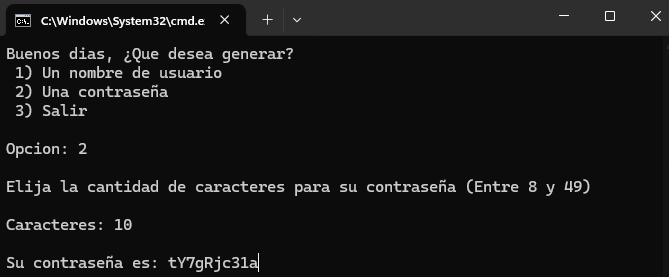 C:\Windows\System32\cmd.e:
Buenos dias, ¿Que desea generar?
1) Un nombre de usuario
2) Una contraseña
3) Salir
Opcion: 2
Elija la cantidad de caracteres para su contraseña (Entre 8 y 49)
Caracteres: 10
Su contraseña es: tY7gRjc31a